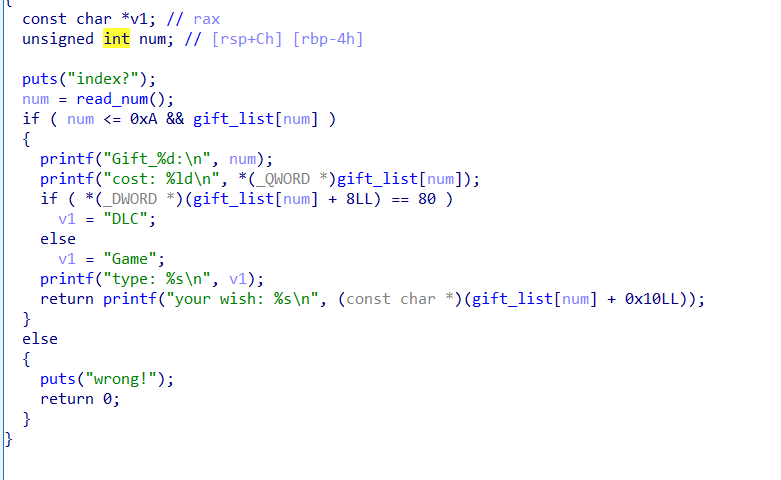 {
  const char *v1; // rax
  unsigned int num; // [rsp+Ch] [rbp-4h]

  puts("index?");
  num = read_num();
  if ( num <= 0xA && gift_list[num] )
  {
    printf("Gift_%d:\n", num);
    printf("cost: %ld\n", *(_QWORD *)gift_list[num]);
    if ( *(_DWORD *)(gift_list[num] + 8LL) == 80 )
      v1 = "DLC";
    else
      v1 = "Game";
    printf("type: %s\n", v1);
    return printf("your wish: %s\n", (const char *)(gift_list[num] + 0x10LL));
  }
  else
  {
    puts("wrong!");
    return 0;
  }
}